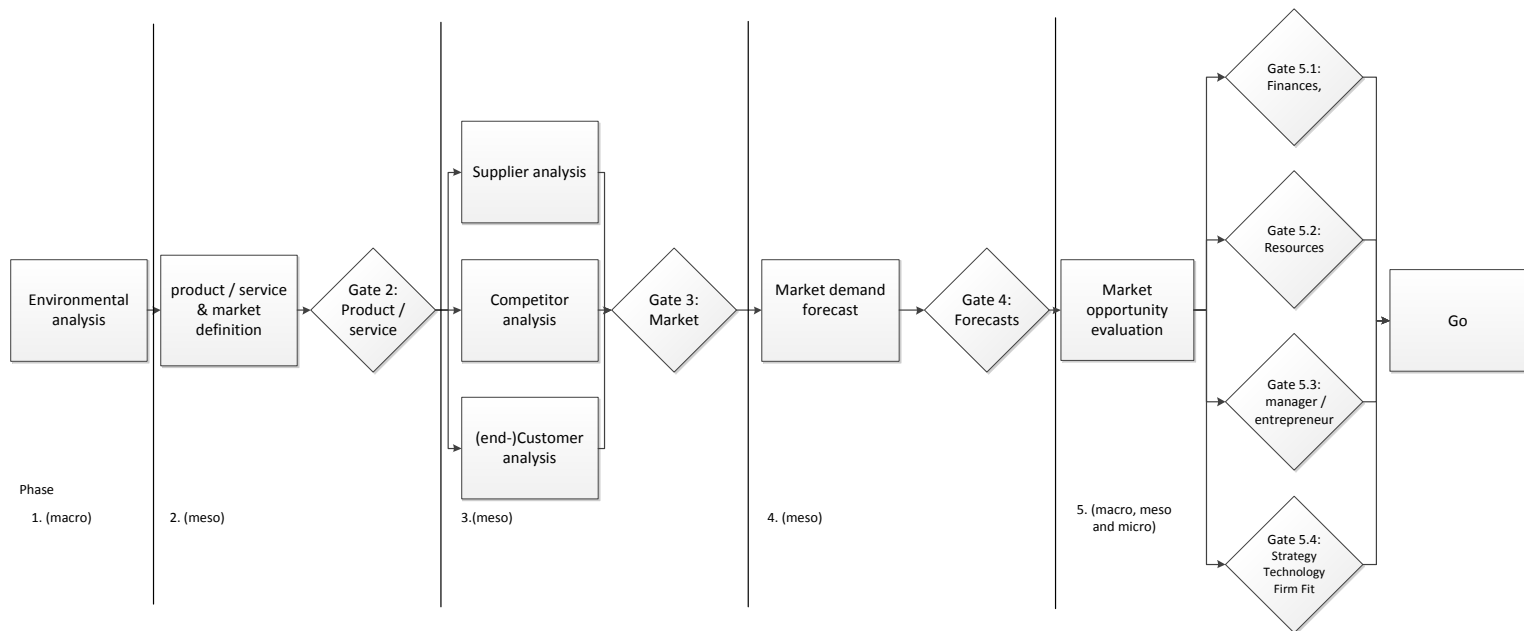 Environmental
analysis
product / service
& market
definition
Gate 2:
Product /
service
Supplier analysis
Competitor
analysis
(end-)Customer
analysis
Gate 3:
Market
Market demand
forecast
Gate 4:
Forecasts
Market
opportunity
evaluation
Gate 5.1:
Finances,
Gate 5.2:
Resources
Gate 5.3:
manager /
entrepreneur
Gate 5.4:
Strategy
Technology
Firm Fit
Go
Phase
1. (macro)
2. (meso)
3.(meso)
4. (meso)
5. (macro, meso
and micro)